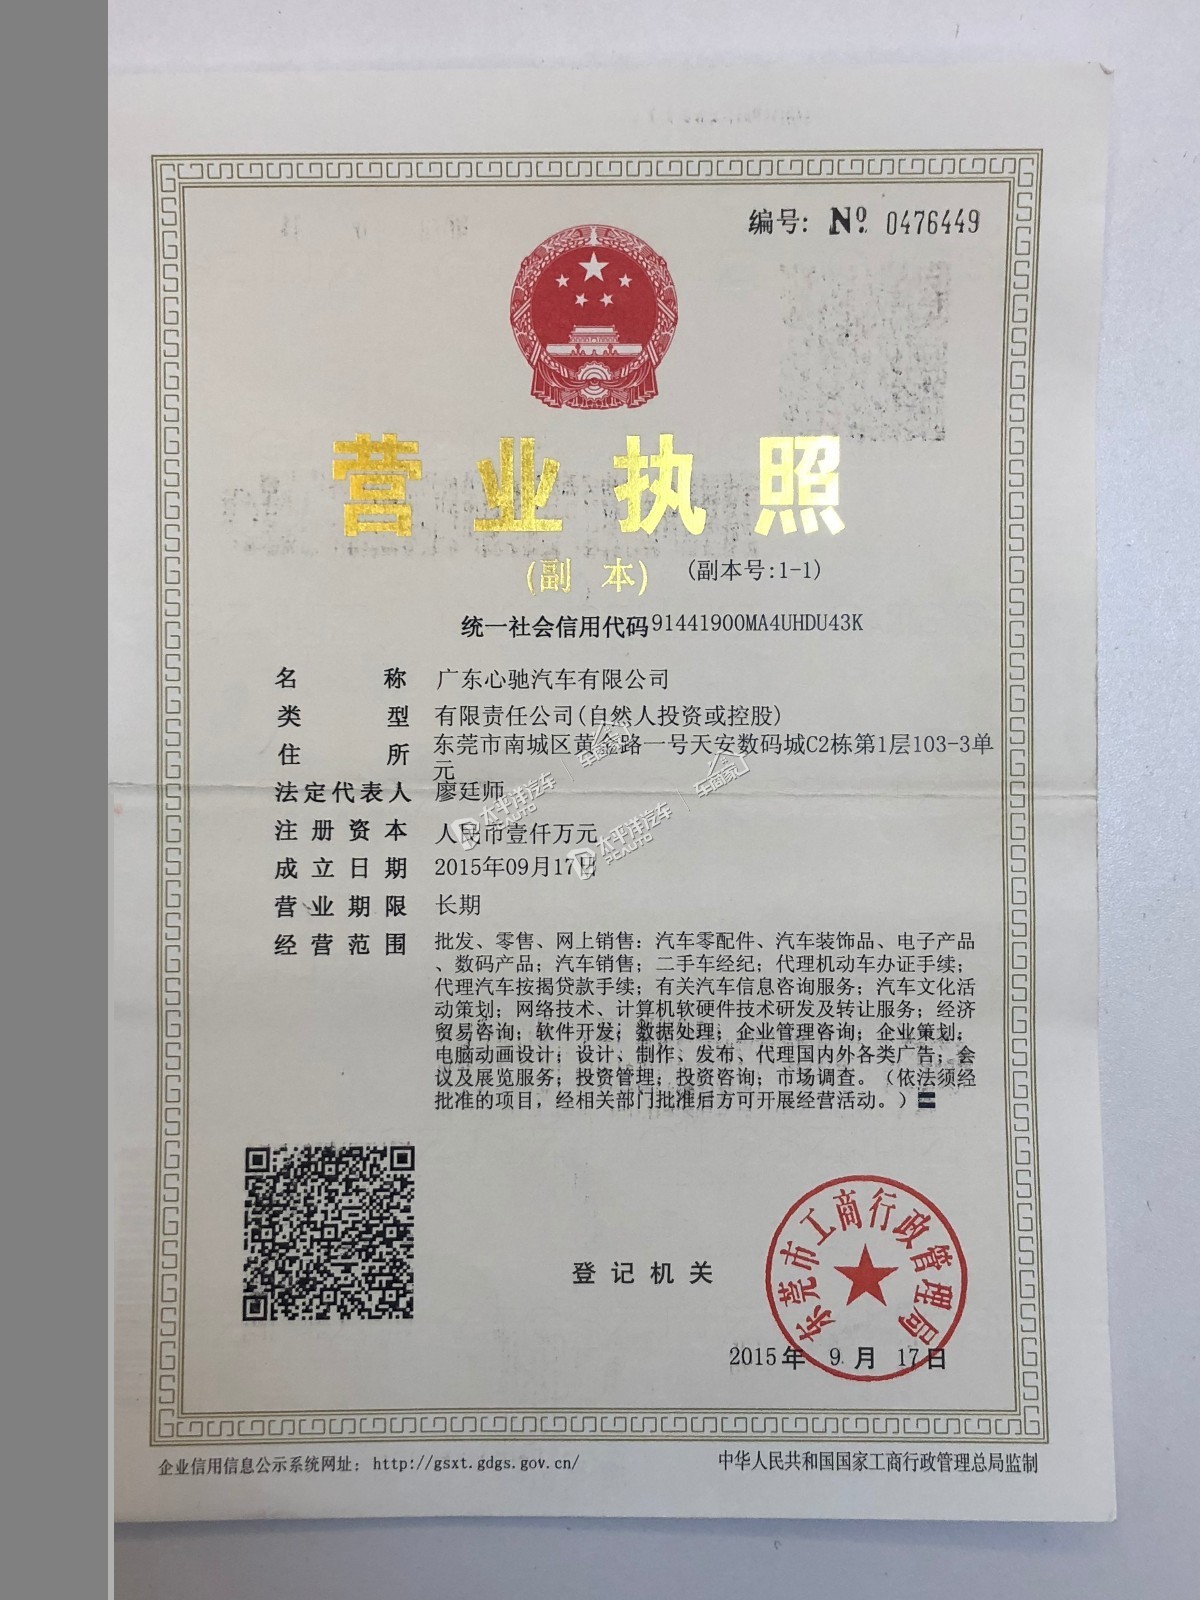 编号: Nº 0476449
营业执照
(副 本) (副本号:1-1)
统一社会信用代码91441900MA4UHDU43K
名 称 广东心驰汽车有限公司
类 型 有限责任公司(自然人投资或控股)
住 所 东莞市南城区黄金路一号天安数码城C2栋第1层103-3单
元
法定代表人 廖廷师
注册资本 人民币壹仟万元
成立日期 2015年09月17日
营业期限 长期
经营范围 批发、零售、网上销售：汽车零配件、汽车装饰品、电子产品
、数码产品；汽车销售；二手车经纪；代理机动车办证手续；
代理汽车按揭贷款手续；有关汽车信息咨询服务；汽车文化活
动策划；网络技术、计算机软硬件技术研发及转让服务；经济
贸易咨询；软件开发；数据处理；企业管理咨询；企业策划；
电脑动画设计；设计、制作、发布、代理国内外各类广告；会
议及展览服务；投资管理；投资咨询；市场调查。（依法须经
批准的项目，经相关部门批准后方可开展经营活动。）
太平洋汽车 PCAUTO | 车商家
太平洋汽车 PCAUTO | 车商家
登记机关
东莞市工商行政管理局
2015年 9 月 17日
企业信用信息公示系统网址：http://gsxt.gdgs.gov.cn/
中华人民共和国国家工商行政管理总局监制